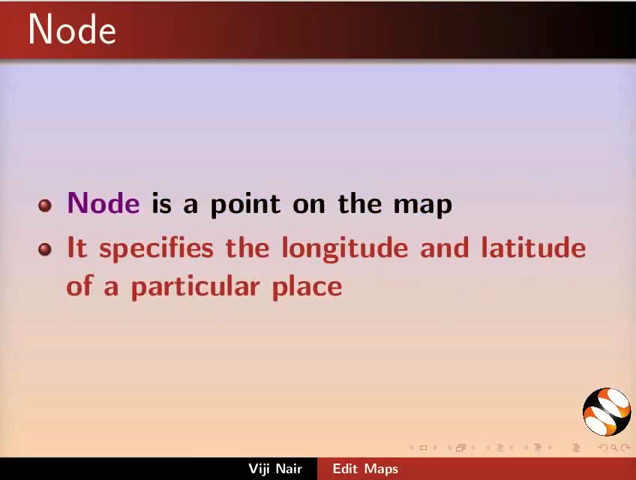 Node
Node is a point on the map
It specifies the longitude and latitude
of a particular place
Viji Nair
Edit Maps